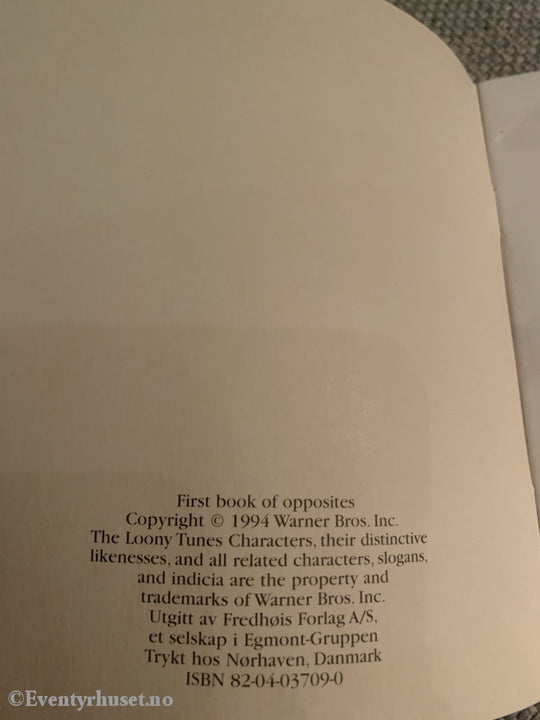 First book of opposites
Copyright © 1994 Warner Bros. Inc.
The Loony Tunes Characters, their distinctive
likenesses, and all related characters, slogans,
and indicia are the property and
trademarks of Warner Bros. Inc.
Utgitt av Fredhøis Forlag A/S,
et selskap i Egmont-Gruppen
Trykt hos Nørhaven, Danmark
ISBN 82-04-03709-0
©Eventyrhuset.no